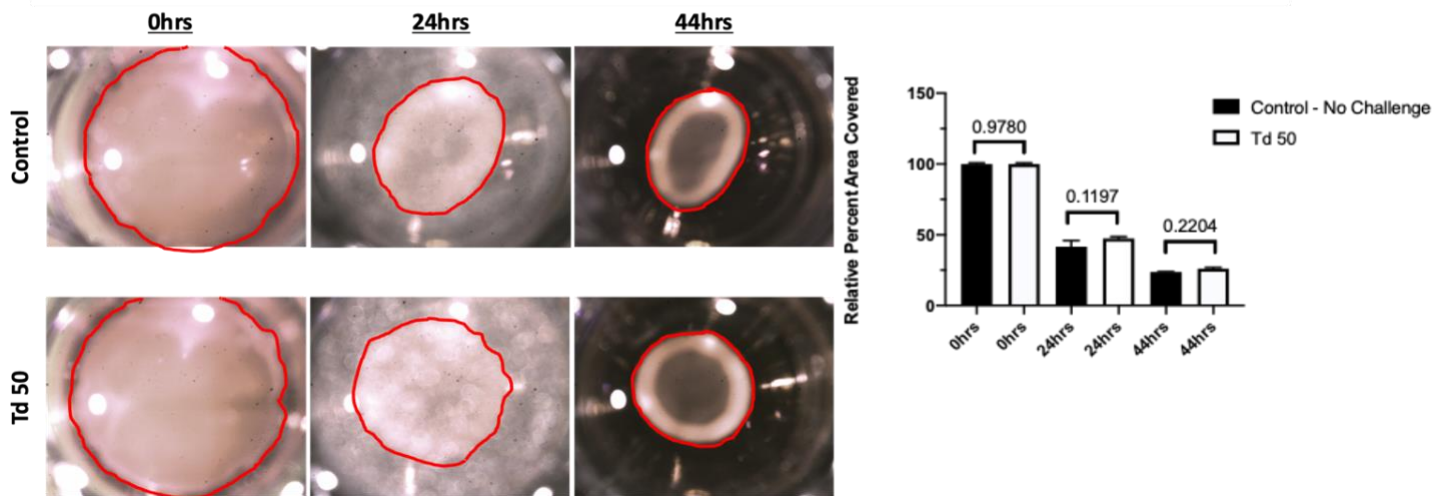 0hrs 24hrs 44hrs
Control
Td 50
Relative Percent Area Covered
150
100
50
0
0.9780
0.1197
0.2204
0hrs 0hrs 24hrs 24hrs 44hrs 44hrs
Control - No Challenge
Td 50